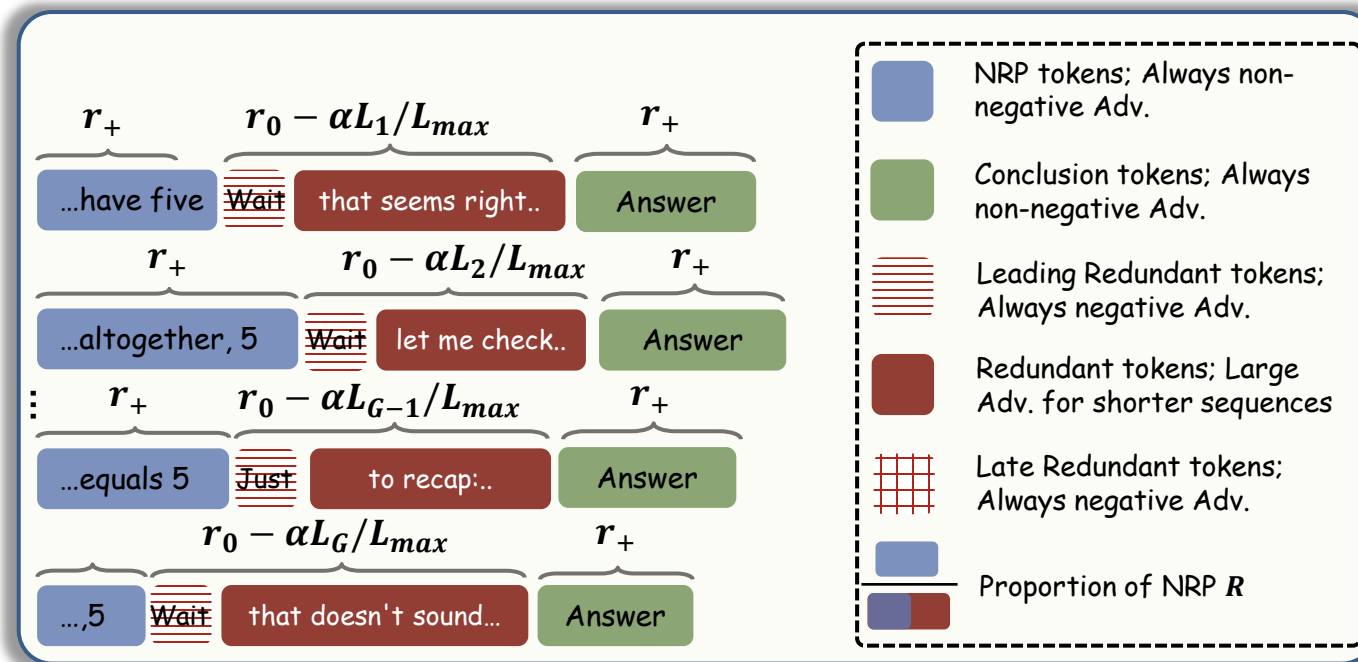 r₊ r₀ − αL₁/Lₘₐₓ r₊
...have five Wait that seems right.. Answer
r₊ r₀ − αL₂/Lₘₐₓ r₊
...altogether, 5 Wait let me check.. Answer
⋮ r₊ r₀ − αL_{G−1}/Lₘₐₓ r₊
...equals 5 Just to recap:.. Answer
r₀ − αL_G/Lₘₐₓ r₊
...,5 Wait that doesn't sound... Answer
NRP tokens; Always non-
negative Adv.
Conclusion tokens; Always
non-negative Adv.
Leading Redundant tokens;
Always negative Adv.
Redundant tokens; Large
Adv. for shorter sequences
Late Redundant tokens;
Always negative Adv.
Proportion of NRP R